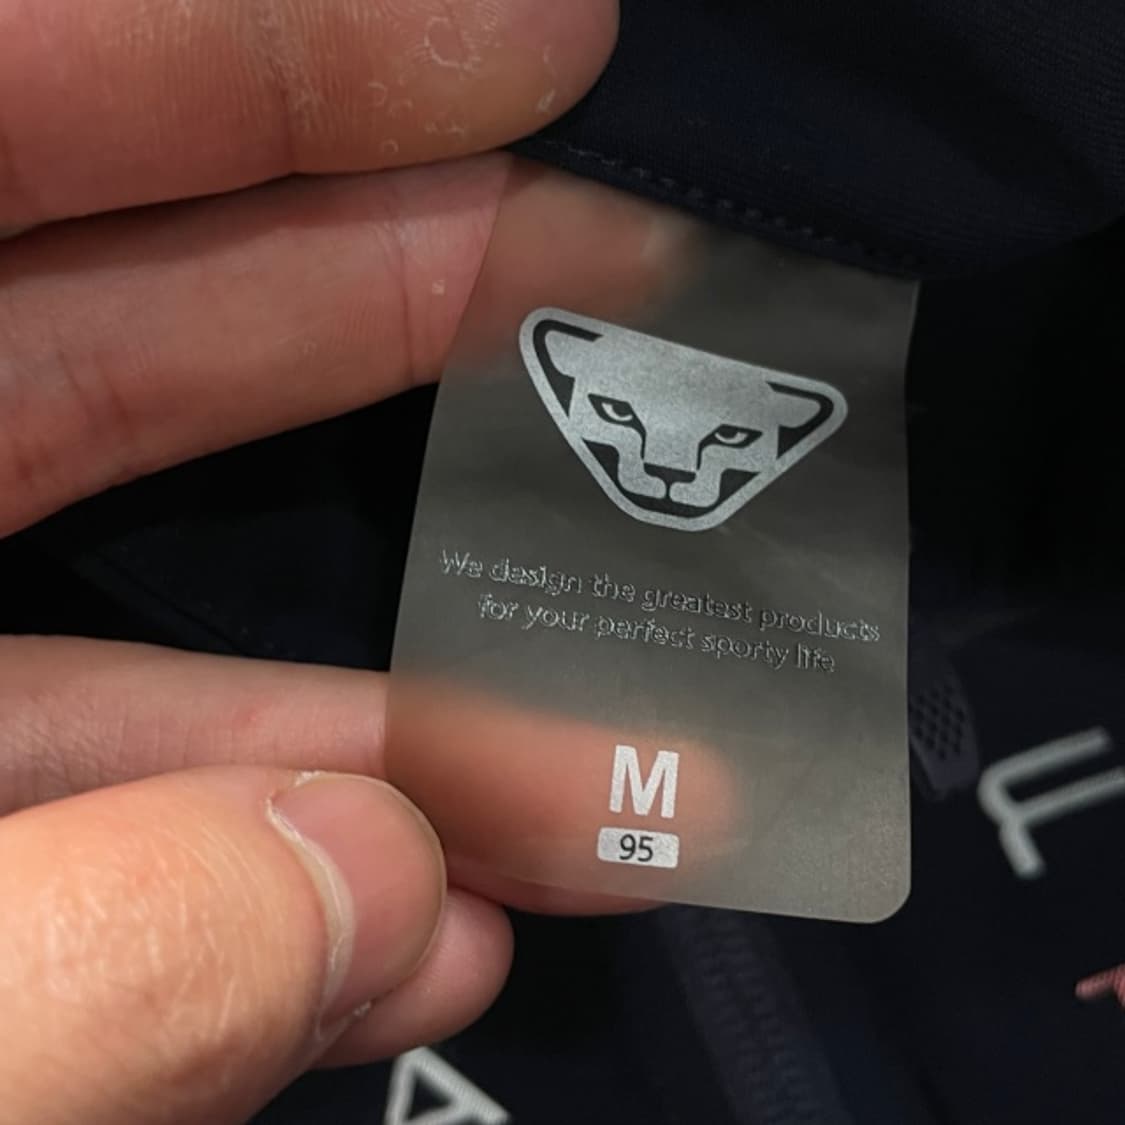 We design the greatest products
for your perfect sporty life
M
95
A